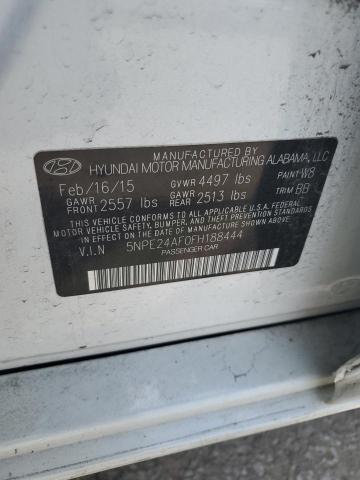 MANUFACTURED BY
HYUNDAI MOTOR MANUFACTURING ALABAMA, LLC
Feb/16/15 GVWR 4497 lbs PAINT W8
GAWR FRONT 2557 lbs GAWR REAR 2513 lbs TRIM BBI
THIS VEHICLE CONFORMS TO ALL APPLICABLE U.S.A. FEDERAL
MOTOR VEHICLE SAFETY, BUMPER, AND THEFT PREVENTION
STANDARDS IN EFFECT ON THE DATE OF MANUFACTURE SHOWN ABOVE.
V.I.N 5NPE24AF0FH188444
PASSENGER CAR